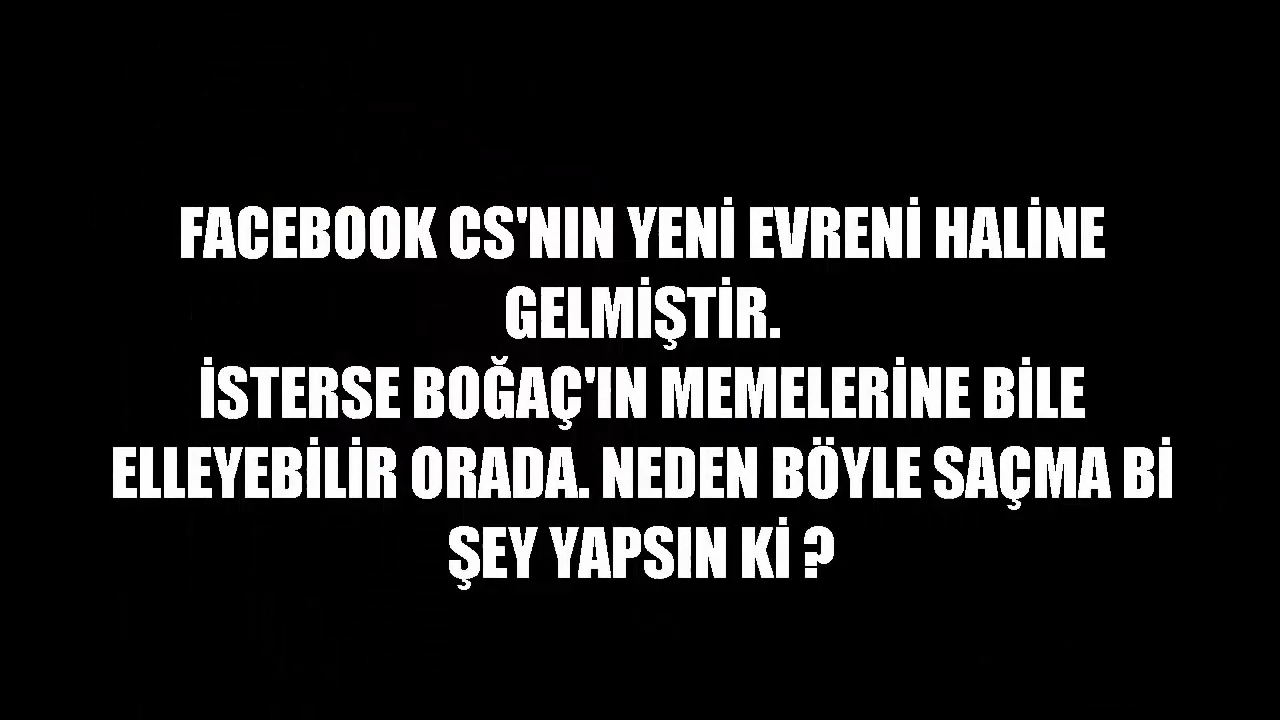 FACEBOOK CS'NIN YENİ EVRENİ HALİNE
GELMİŞTİR.
İSTERSE BOĞAÇ'IN MEMELERİNE BİLE
ELLEYEBİLİR ORADA. NEDEN BÖYLE SAÇMA Bİ
ŞEY YAPSIN Kİ ?